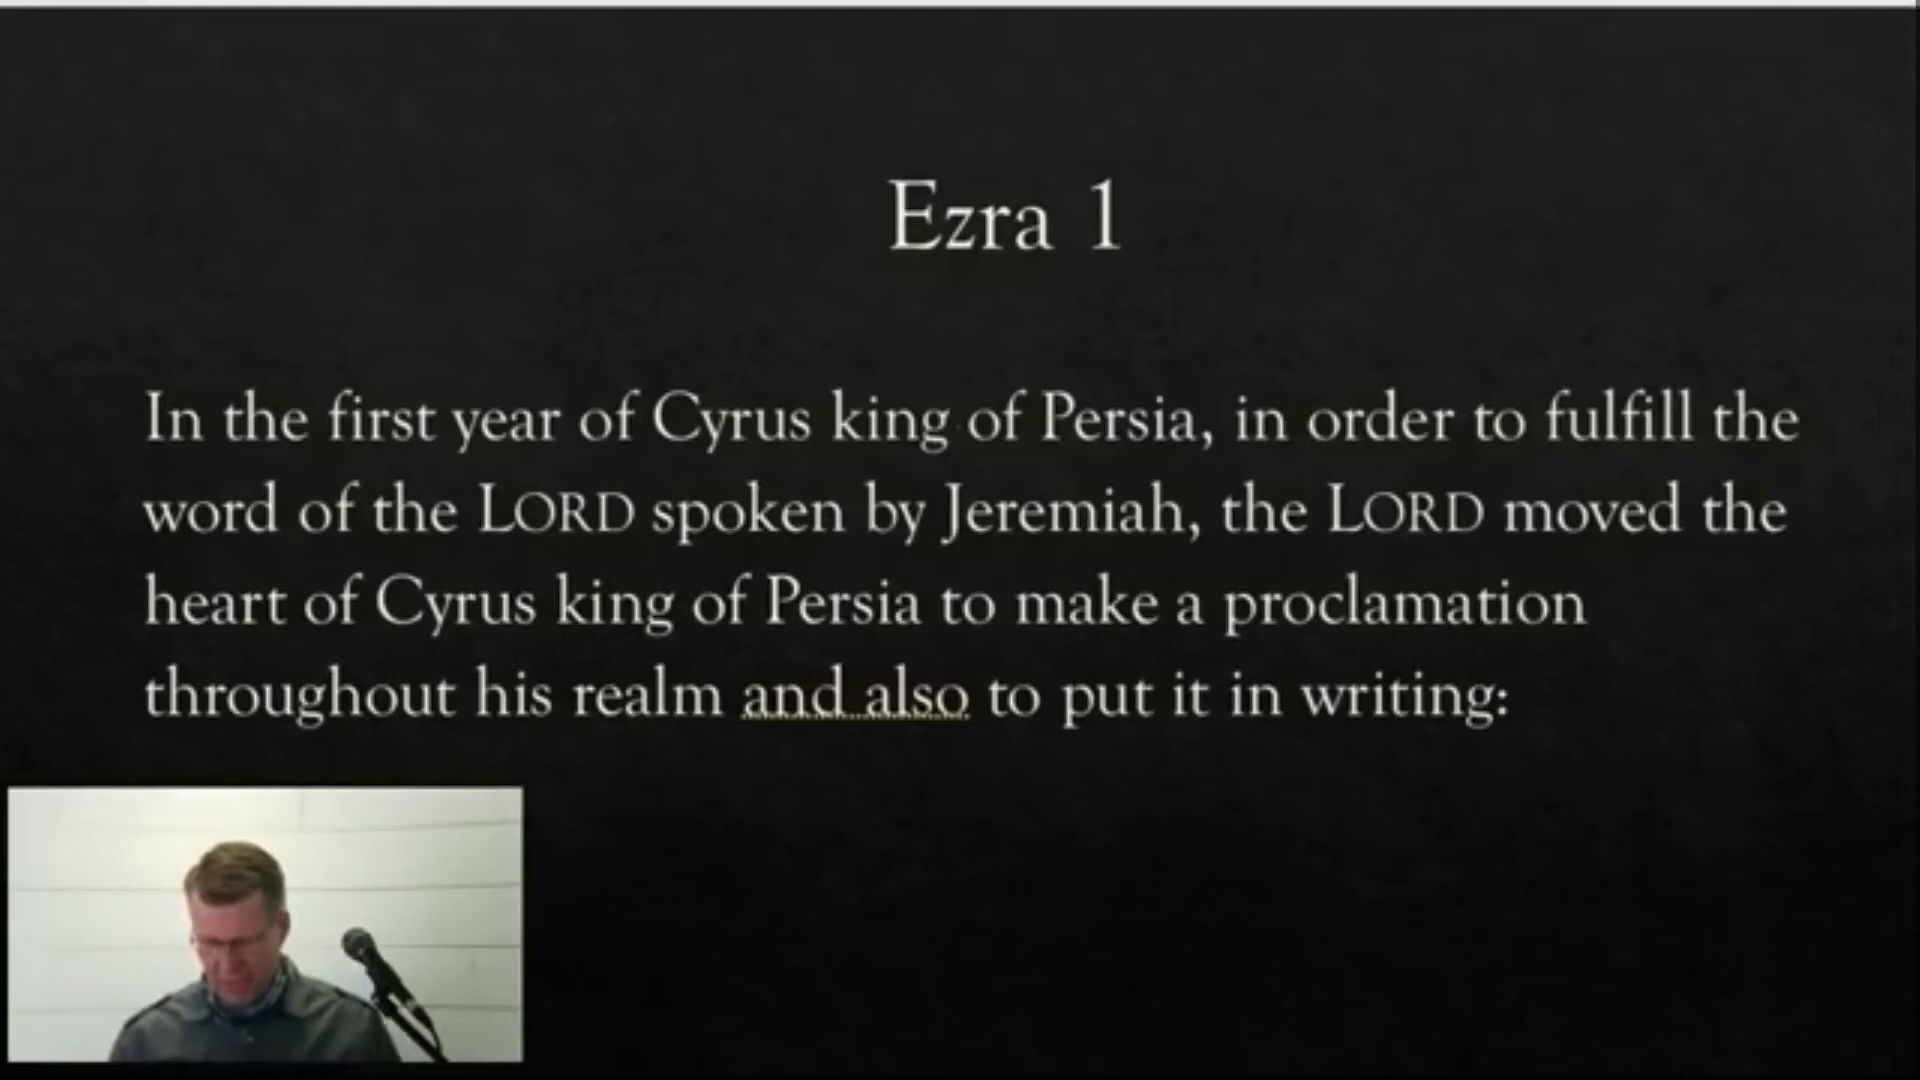 Ezra 1
In the first year of Cyrus king of Persia, in order to fulfill the
word of the LORD spoken by Jeremiah, the LORD moved the
heart of Cyrus king of Persia to make a proclamation
throughout his realm and also to put it in writing: